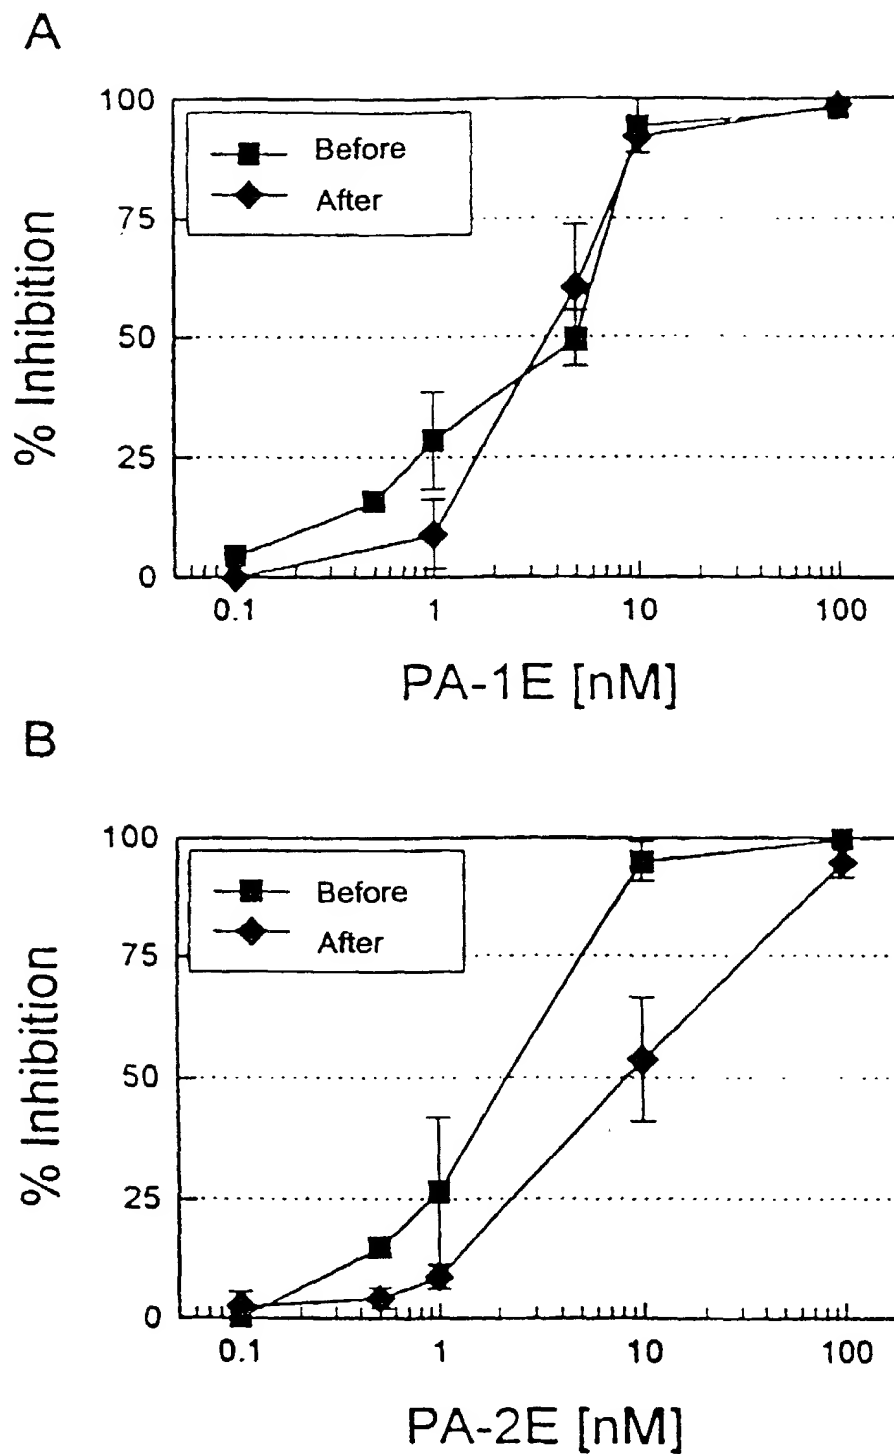 A
100
75
50
25
0
% Inhibition
Before
After
0.1 1 10 100
PA-1E [nM]
B
100
75
50
25
0
% Inhibition
Before
After
0.1 1 10 100
PA-2E [nM]